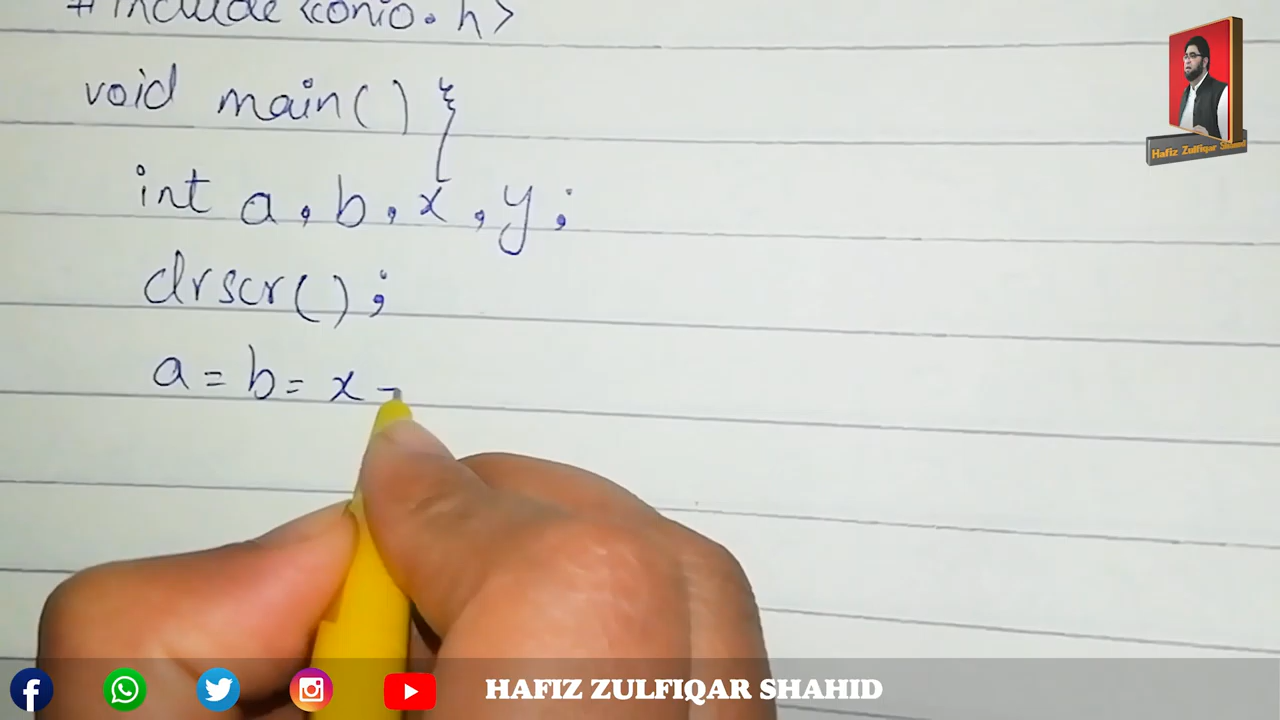 #include <conio.h>
void main() {
int a, b, x, y;
clrscr();
a = b = x -
Hafiz Zulfiqar Shahid
HAFIZ ZULFIQAR SHAHID